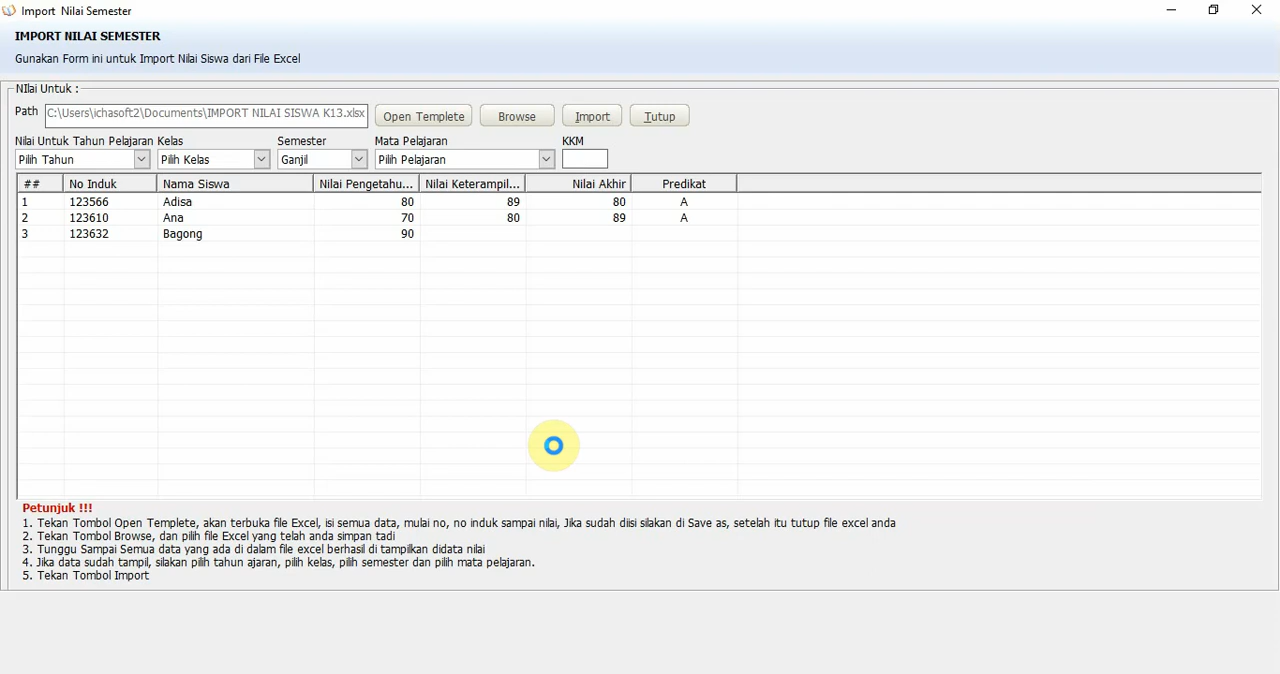 Import Nilai Semester
IMPORT NILAI SEMESTER
Gunakan Form ini untuk Import Nilai Siswa dari File Excel
NIlai Untuk :
Path C:\Users\ichasoft2\Documents\IMPORT NILAI SISWA K13.xlsx Open Templete Browse Import Tutup
Nilai Untuk Tahun Pelajaran Kelas Semester Mata Pelajaran KKM
Pilih Tahun Pilih Kelas Ganjil Pilih Pelajaran
## No Induk Nama Siswa Nilai Pengetahu... Nilai Keterampil... Nilai Akhir Predikat
1 123566 Adisa 80 89 80 A
2 123610 Ana 70 80 89 A
3 123632 Bagong 90
Petunjuk !!!
1. Tekan Tombol Open Templete, akan terbuka file Excel, isi semua data, mulai no, no induk sampai nilai, Jika sudah diisi silakan di Save as, setelah itu tutup file excel anda
2. Tekan Tombol Browse, dan pilih file Excel yang telah anda simpan tadi
3. Tunggu Sampai Semua data yang ada di dalam file excel berhasil di tampilkan didata nilai
4. Jika data sudah tampil, silakan pilih tahun ajaran, pilih kelas, pilih semester dan pilih mata pelajaran.
5. Tekan Tombol Import